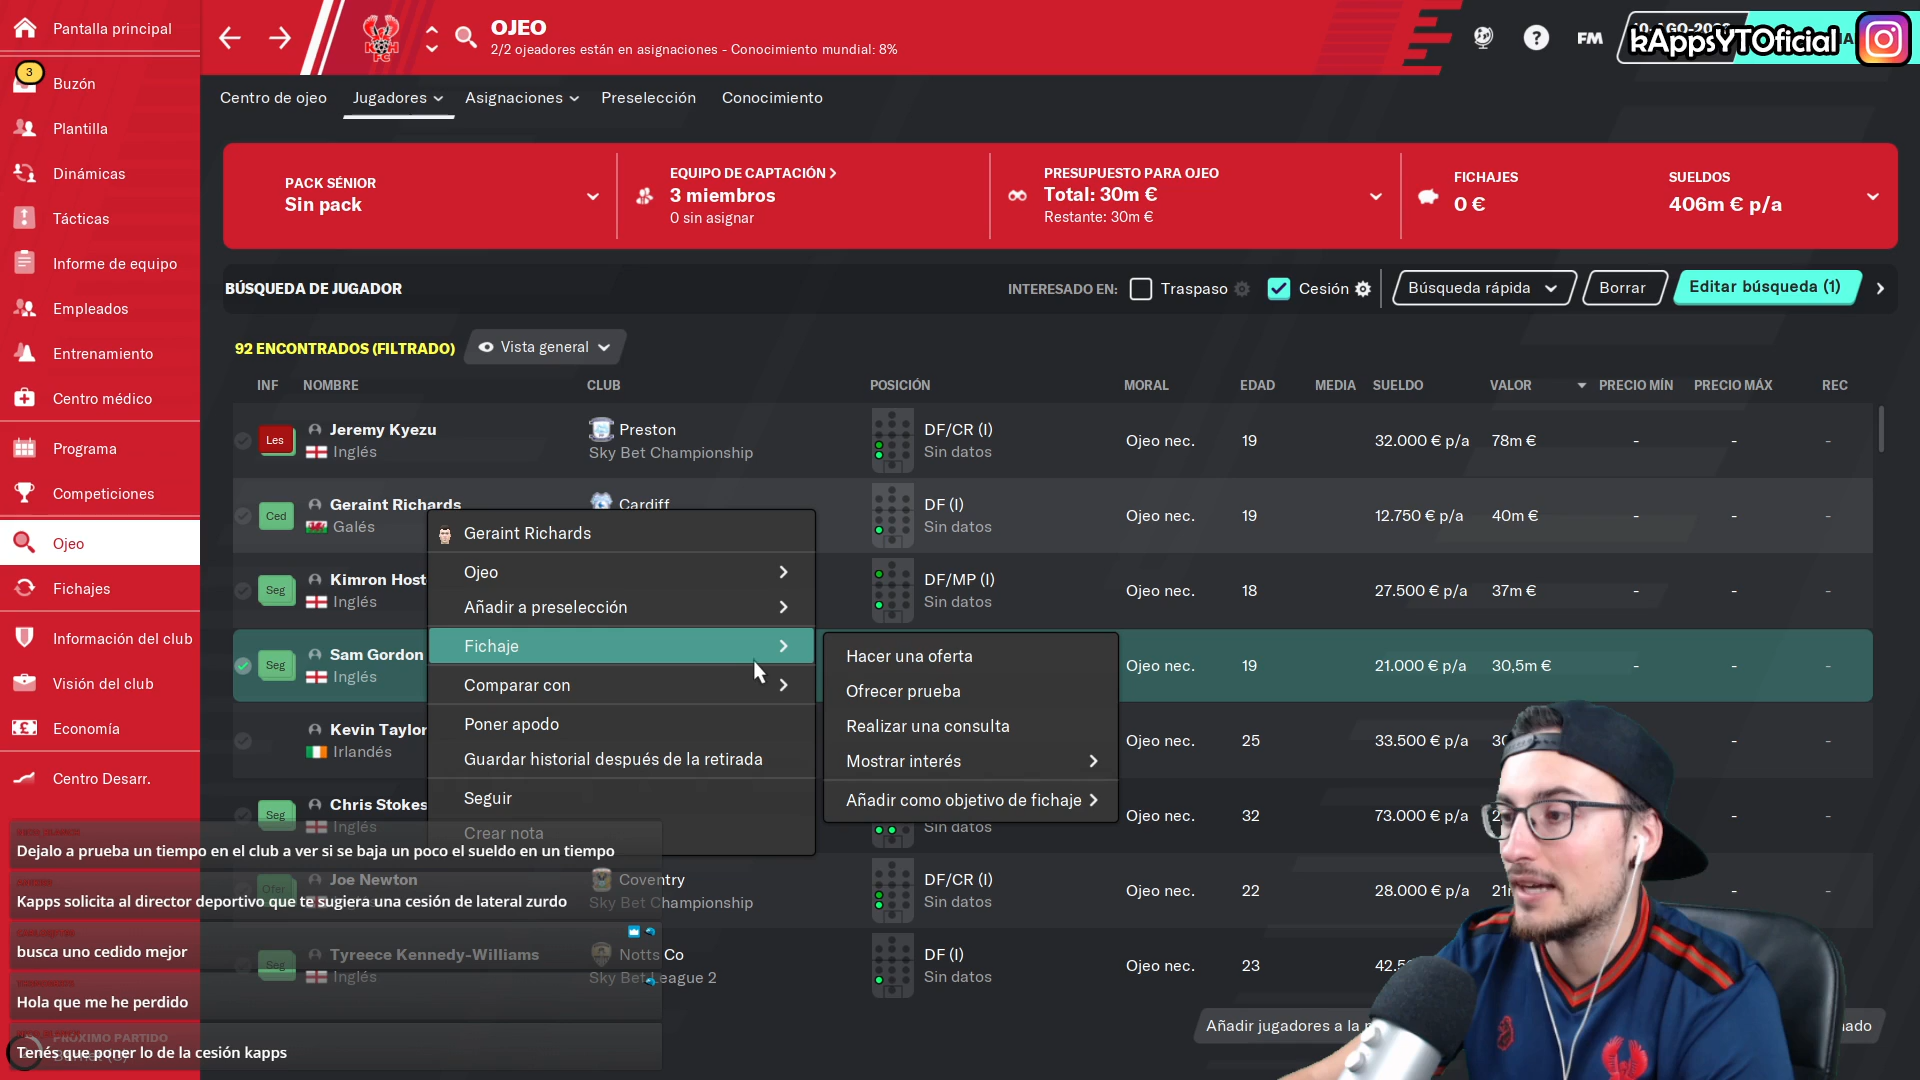 Pantalla principal
3
Buzón
Plantilla
Dinámicas
Tácticas
Informe de equipo
Empleados
Entrenamiento
Centro médico
Programa
Competiciones
Ojeo
Fichajes
Información del club
Visión del club
Economía
Centro Desarr.
PRÓXIMO PARTIDO
OJEO
2/2 ojeadores están en asignaciones - Conocimiento mundial: 8%
FM
kAppsYTOficial
Centro de ojeo
Jugadores
Asignaciones
Preselección
Conocimiento
PACK SÉNIOR
Sin pack
EQUIPO DE CAPTACIÓN >
3 miembros
0 sin asignar
PRESUPUESTO PARA OJEO
Total: 30m €
Restante: 30m €
FICHAJES
0 €
SUELDOS
406m € p/a
BÚSQUEDA DE JUGADOR
INTERESADO EN:
Traspaso
Cesión
Búsqueda rápida
Borrar
Editar búsqueda (1)
92 ENCONTRADOS (FILTRADO)
Vista general
INF NOMBRE CLUB POSICIÓN MORAL EDAD MEDIA SUELDO VALOR PRECIO MÍN PRECIO MÁX REC
Les Jeremy Kyezu Preston DF/CR (I) Ojeo nec. 19 32.000 € p/a 78m € - - -
Inglés Sky Bet Championship Sin datos
Ced Geraint Richards Cardiff DF (I) Ojeo nec. 19 12.750 € p/a 40m € - - -
Galés Sin datos
Seg Kimron Host DF/MP (I) Ojeo nec. 18 27.500 € p/a 37m € - - -
Inglés Sin datos
Seg Sam Gordon Ojeo nec. 19 21.000 € p/a 30,5m € - - -
Inglés
Kevin Taylor Ojeo nec. 25 33.500 € p/a - -
Irlandés
Seg Chris Stokes Ojeo nec. 32 73.000 € p/a - -
Inglés Sin datos
Ofer Joe Newton Coventry DF/CR (I) Ojeo nec. 22 28.000 € p/a - -
Sky Bet Championship Sin datos
Seg Tyreece Kennedy-Williams Notts Co DF (I) Ojeo nec. 23 - -
Inglés Sky Bet League 2 Sin datos
Geraint Richards
Ojeo
Añadir a preselección
Fichaje
Comparar con
Poner apodo
Guardar historial después de la retirada
Seguir
Crear nota
Hacer una oferta
Ofrecer prueba
Realizar una consulta
Mostrar interés
Añadir como objetivo de fichaje
Añadir jugadores a la
Dejalo a prueba un tiempo en el club a ver si se baja un poco el sueldo en un tiempo
Kapps solicita al director deportivo que te sugiera una cesión de lateral zurdo
busca uno cedido mejor
Hola que me he perdido
Tenés que poner lo de la cesión kapps